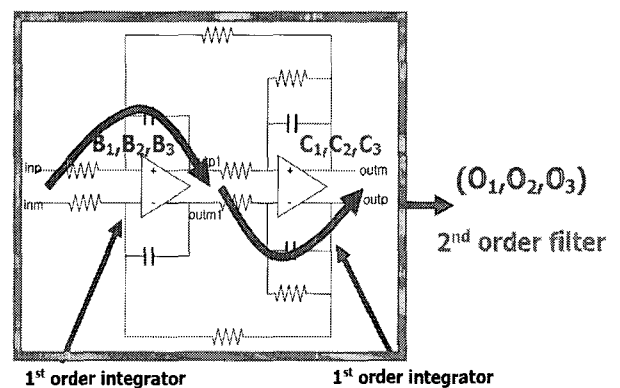 B1,B2,B3
C1,C2,C3
inp
inm
outm1
+
-
+
-
outm
outp
(O1,O2,O3)
2nd order filter
1st order integrator
1st order integrator